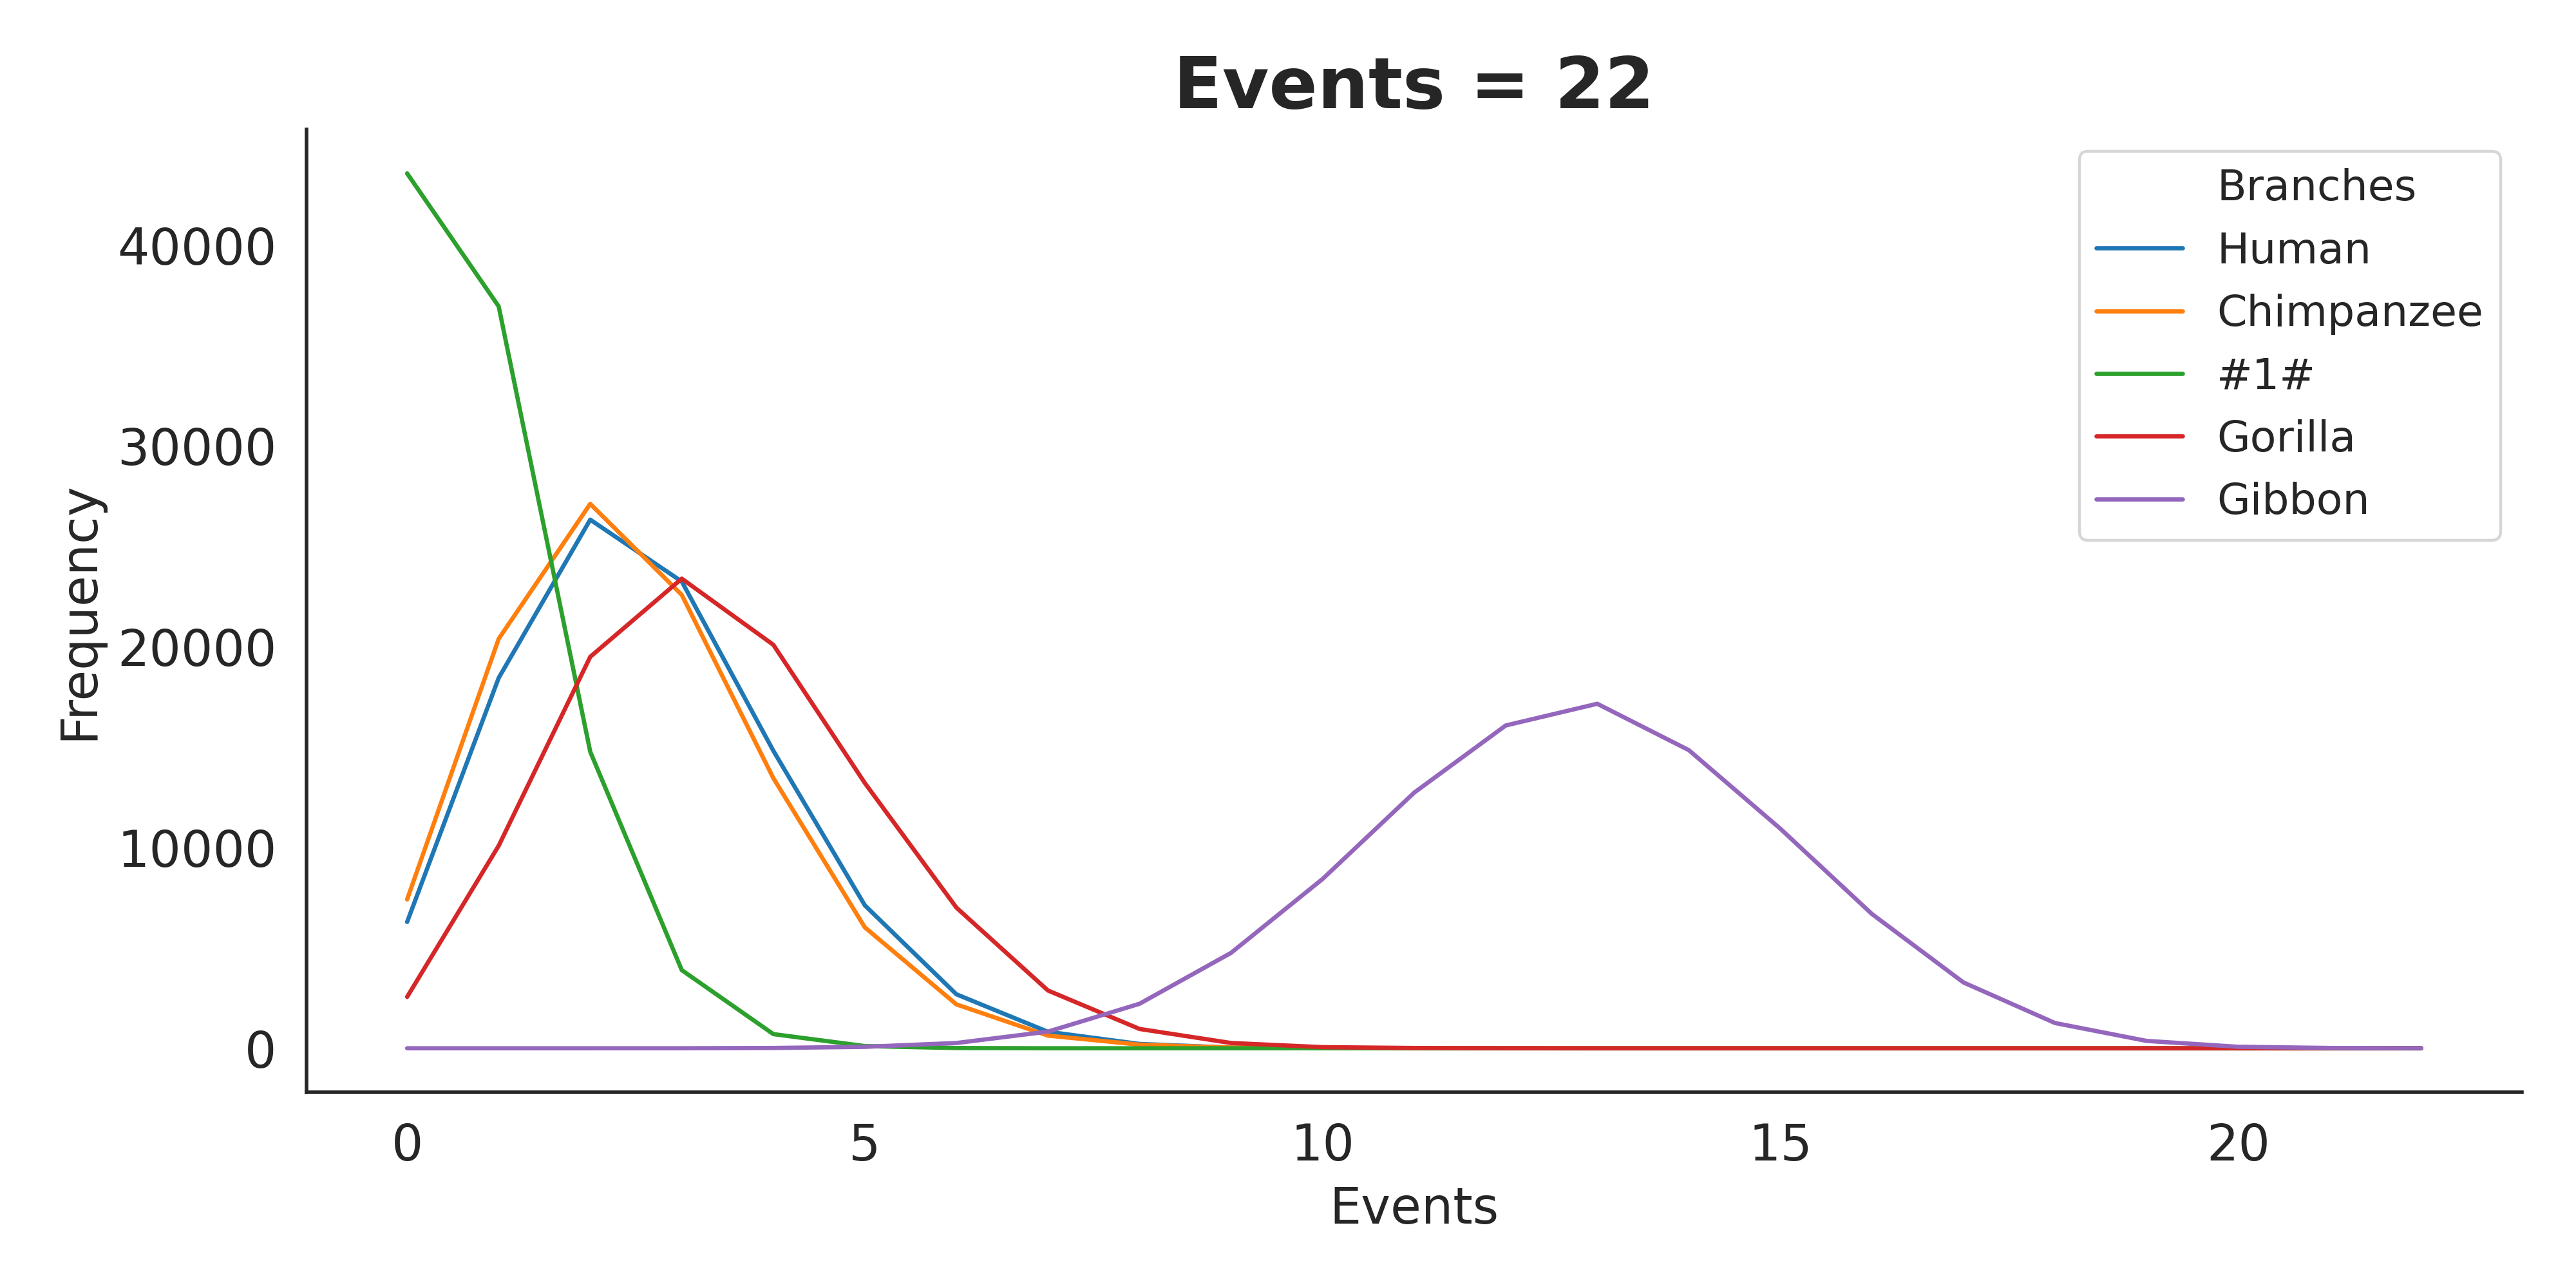 Events = 22
Branches
Human
Chimpanzee
#1#
Gorilla
Gibbon
Frequency
40000
30000
20000
10000
0
0 5 10 15 20
Events